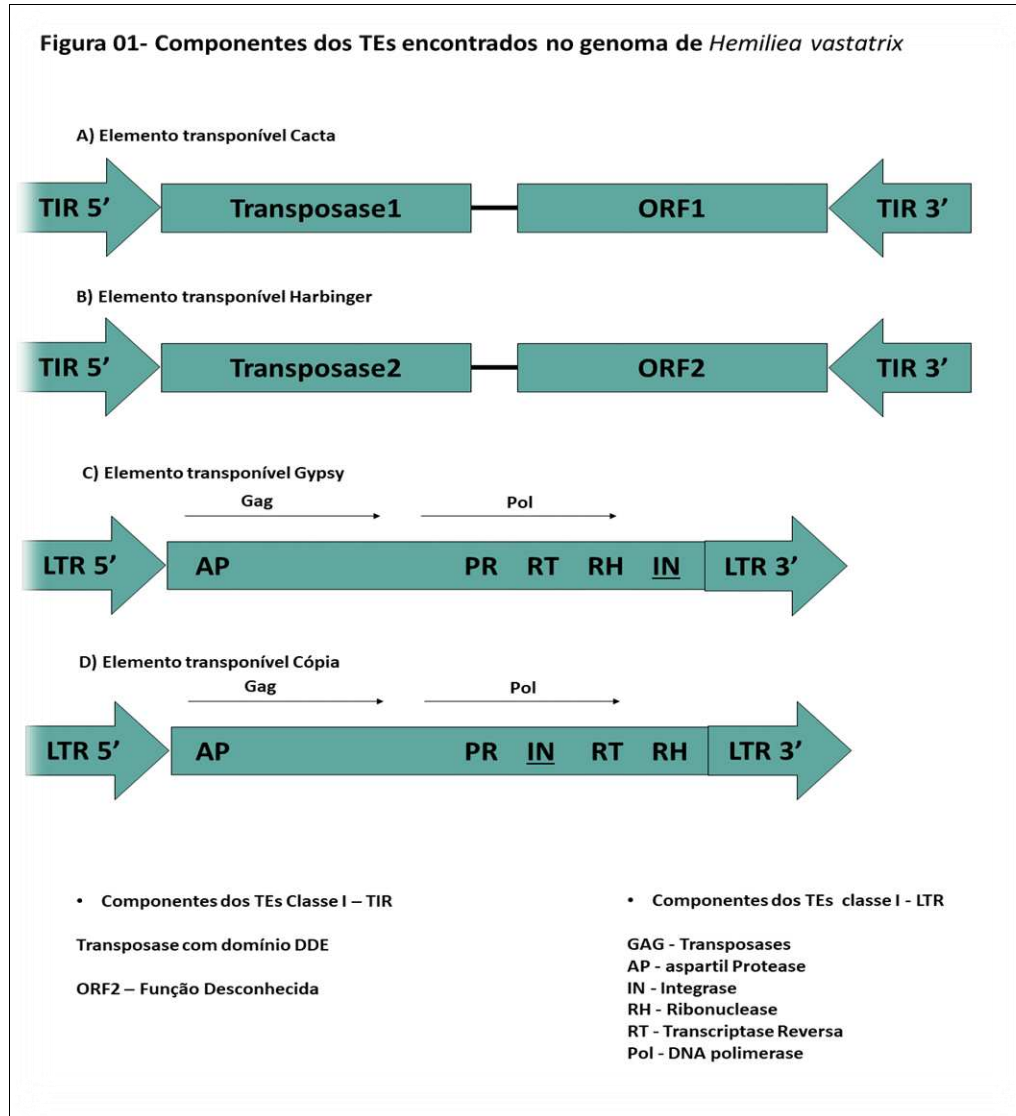 Figura 01- Componentes dos TEs encontrados no genoma de Hemiliea vastatrix
A) Elemento transponível Cacta
TIR 5’ Transposase1 ORF1 TIR 3’
B) Elemento transponível Harbinger
TIR 5’ Transposase2 ORF2 TIR 3’
C) Elemento transponível Gypsy
Gag Pol
LTR 5’ AP PR RT RH IN LTR 3’
D) Elemento transponível Cópia
Gag Pol
LTR 5’ AP PR IN RT RH LTR 3’
• Componentes dos TEs Classe I – TIR
Transposase com domínio DDE
ORF2 – Função Desconhecida
• Componentes dos TEs classe I - LTR
GAG - Transposases
AP - aspartil Protease
IN - Integrase
RH - Ribonuclease
RT - Transcriptase Reversa
Pol - DNA polimerase